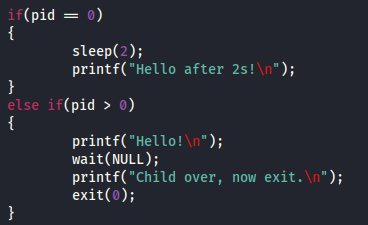 if(pid == 0)
{
        sleep(2);
        printf("Hello after 2s!\n");
}
else if(pid > 0)
{
        printf("Hello!\n");
        wait(NULL);
        printf("Child over, now exit.\n");
        exit(0);
}